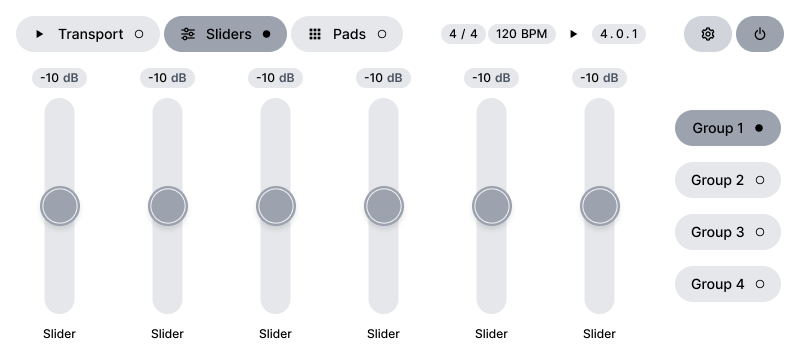 Transport Sliders Pads 4 / 4 120 BPM 4.0.1
-10 dB -10 dB -10 dB -10 dB -10 dB -10 dB
Group 1
Group 2
Group 3
Group 4
Slider Slider Slider Slider Slider Slider